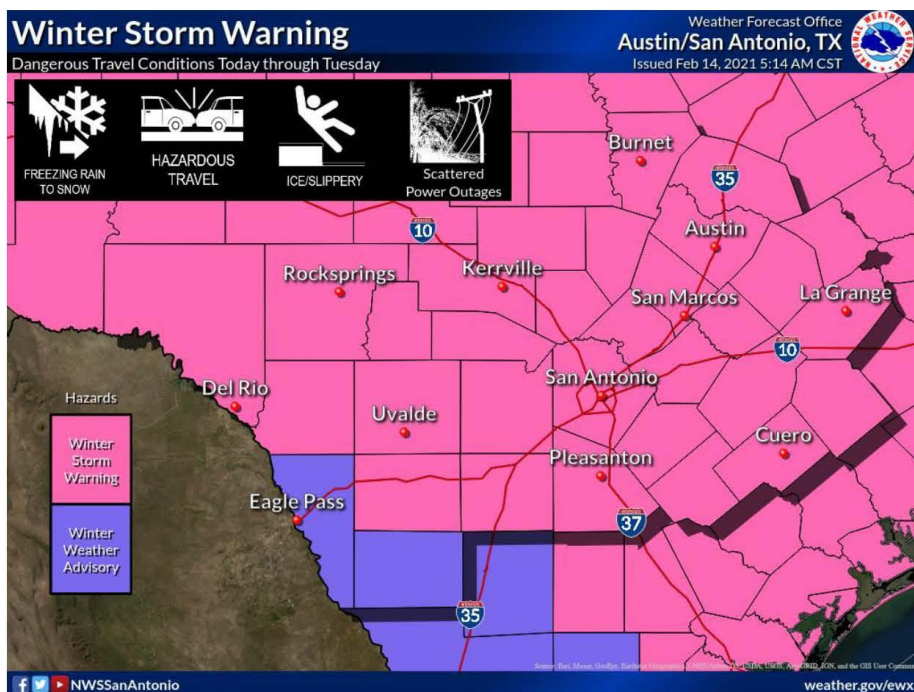 Winter Storm Warning
Dangerous Travel Conditions Today through Tuesday
Weather Forecast Office
Austin/San Antonio, TX
Issued Feb 14, 2021 5:14 AM CST
NATIONAL WEATHER SERVICE
FREEZING RAIN
TO SNOW
HAZARDOUS
TRAVEL
ICE/SLIPPERY
Scattered
Power Outages
Burnet
35
Austin
10
Rocksprings
Kerrville
San Marcos
La Grange
10
San Antonio
Del Rio
Uvalde
Cuero
Pleasanton
Eagle Pass
37
35
Hazards
Winter
Storm
Warning
Winter
Weather
Advisory
NWSSanAntonio
weather.gov/ewx